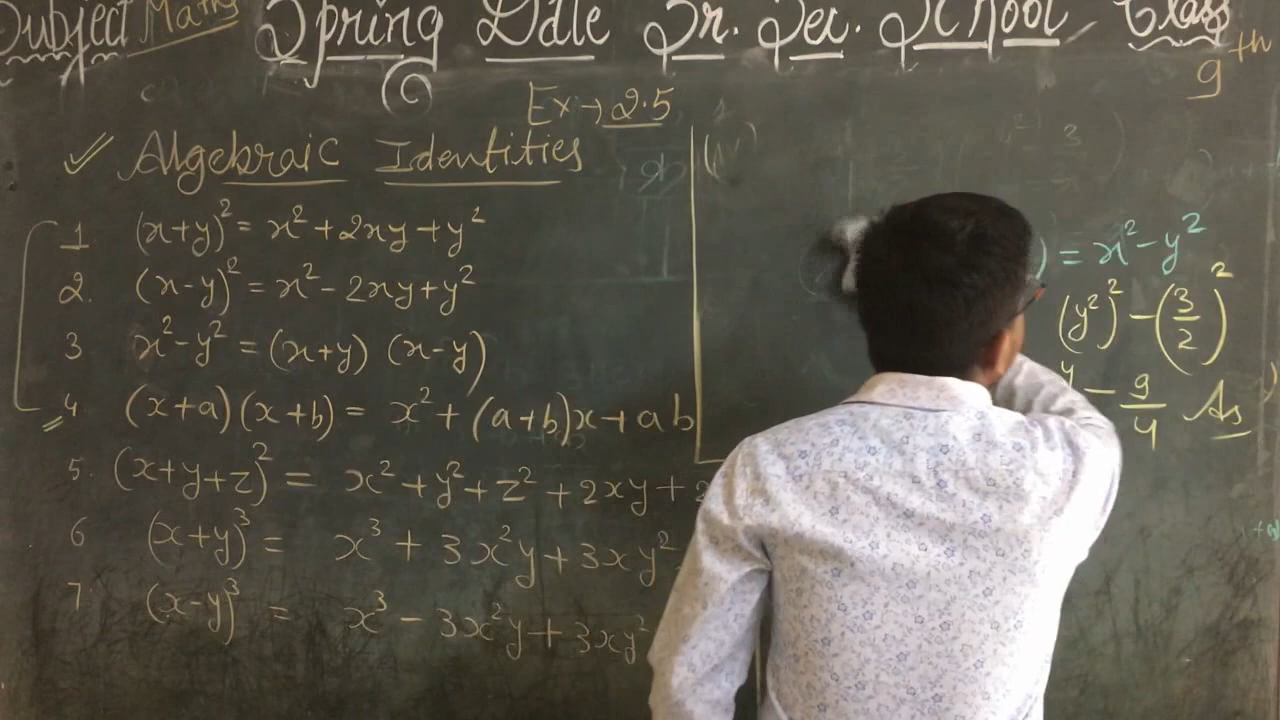 Subject Maths Spring Dale Sr. Sec. School Class 9th
Ex → 2.5
Algebraic Identities
1. (x+y)² = x² + 2xy + y²
2. (x-y)² = x² - 2xy + y²
3 x² - y² = (x+y) (x-y)
4. (x+a)(x+b) = x² + (a+b)x + ab
5. (x+y+z)² = x² + y² + z² + 2xy +
6 (x+y)³ = x³ + 3x²y + 3xy²
7. (x-y)³ = x³ - 3x²y + 3xy²
(iv)
) = x² - y²
(y²)² - (3/2)²
4 - 9/4 As